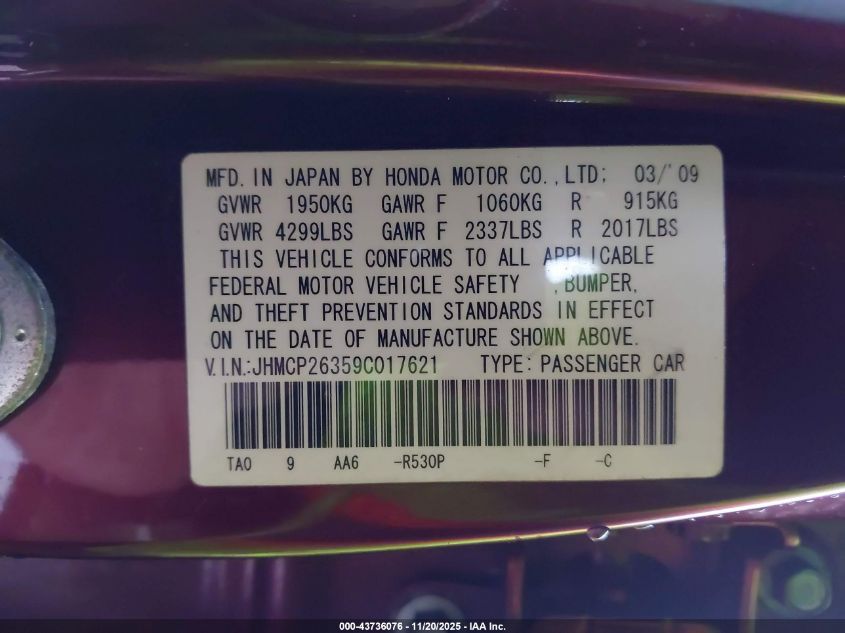 MFD. IN JAPAN BY HONDA MOTOR CO., LTD; 03/'09
GVWR 1950KG GAWR F 1060KG R 915KG
GVWR 4299LBS GAWR F 2337LBS R 2017LBS
THIS VEHICLE CONFORMS TO ALL APPLICABLE
FEDERAL MOTOR VEHICLE SAFETY , BUMPER,
AND THEFT PREVENTION STANDARDS IN EFFECT
ON THE DATE OF MANUFACTURE SHOWN ABOVE.
V.I.N.:JHMCP26359C017621 TYPE: PASSENGER CAR
TA0 9 AA6 -R530P -F -C
000-43736076 - 11/20/2025 - IAA Inc.